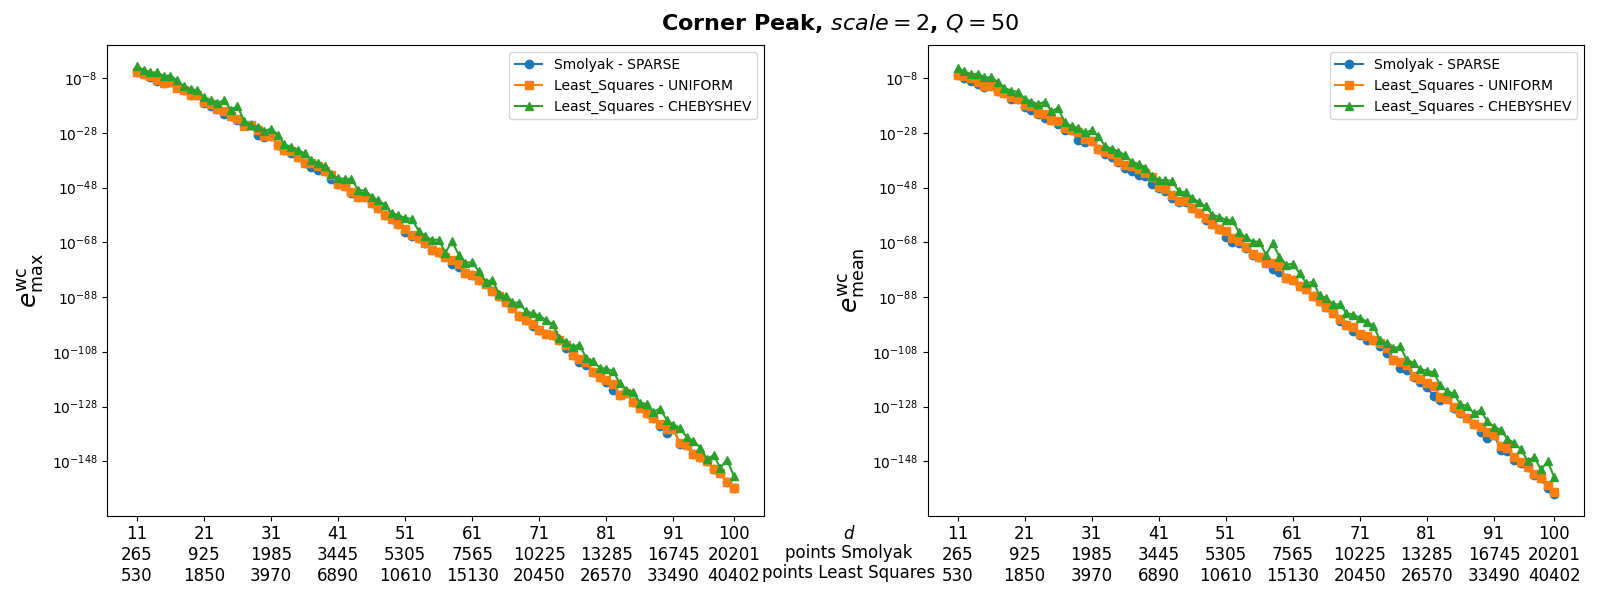 Corner Peak, scale = 2, Q = 50
Smolyak - SPARSE
Least_Squares - UNIFORM
Least_Squares - CHEBYSHEV
e^wc_max
10^-8
10^-28
10^-48
10^-68
10^-88
10^-108
10^-128
10^-148
11 21 31 41 51 61 71 81 91 100
265 925 1985 3445 5305 7565 10225 13285 16745 20201
530 1850 3970 6890 10610 15130 20450 26570 33490 40402
d
points Smolyak
points Least Squares
Smolyak - SPARSE
Least_Squares - UNIFORM
Least_Squares - CHEBYSHEV
e^wc_mean
10^-8
10^-28
10^-48
10^-68
10^-88
10^-108
10^-128
10^-148
11 21 31 41 51 61 71 81 91 100
265 925 1985 3445 5305 7565 10225 13285 16745 20201
530 1850 3970 6890 10610 15130 20450 26570 33490 40402